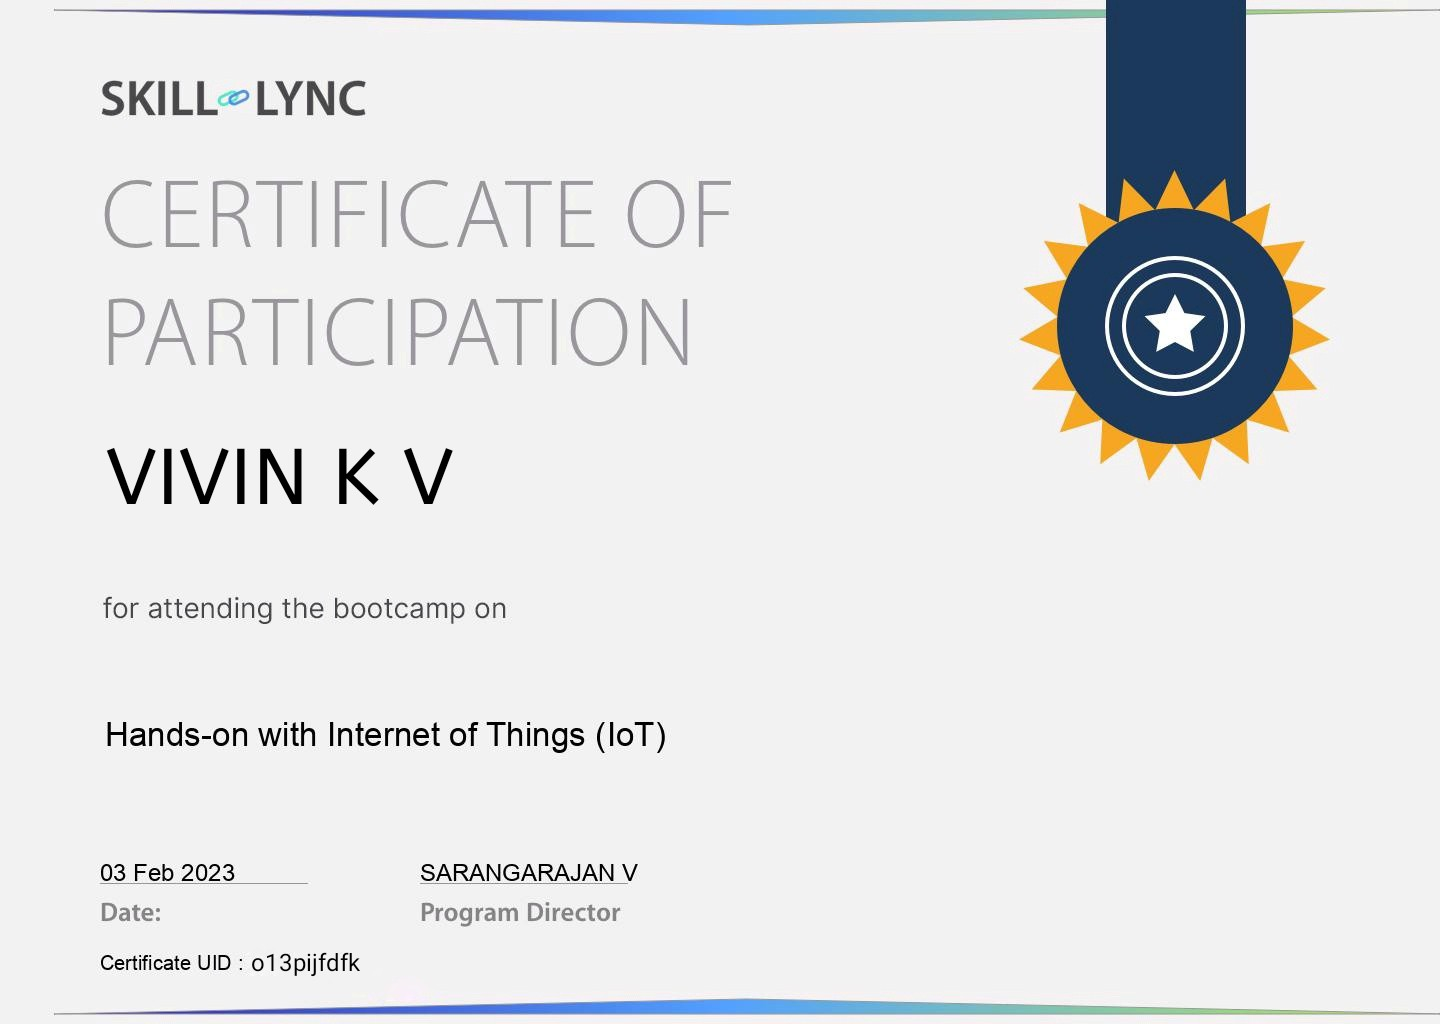 SKILL LYNC
CERTIFICATE OF
PARTICIPATION
VIVIN K V
for attending the bootcamp on
Hands-on with Internet of Things (IoT)
03 Feb 2023
SARANGARAJAN V
Date:
Program Director
Certificate UID : o13pijfdfk